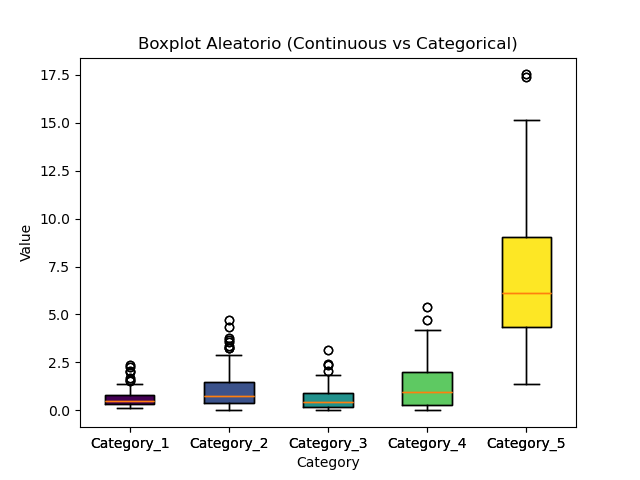 Boxplot Aleatorio (Continuous vs Categorical)
17.5
15.0
12.5
10.0
7.5
5.0
2.5
0.0
Value
Category_1 Category_2 Category_3 Category_4 Category_5
Category